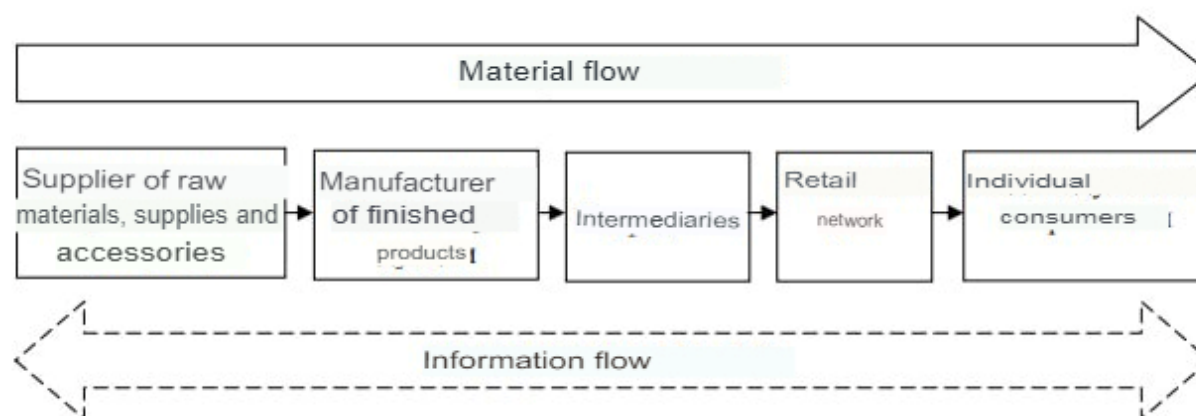 Material flow
Supplier of raw
materials, supplies and
accessories
Manufacturer
of finished
products
Intermediaries
Retail
network
Individual
consumers
Information flow